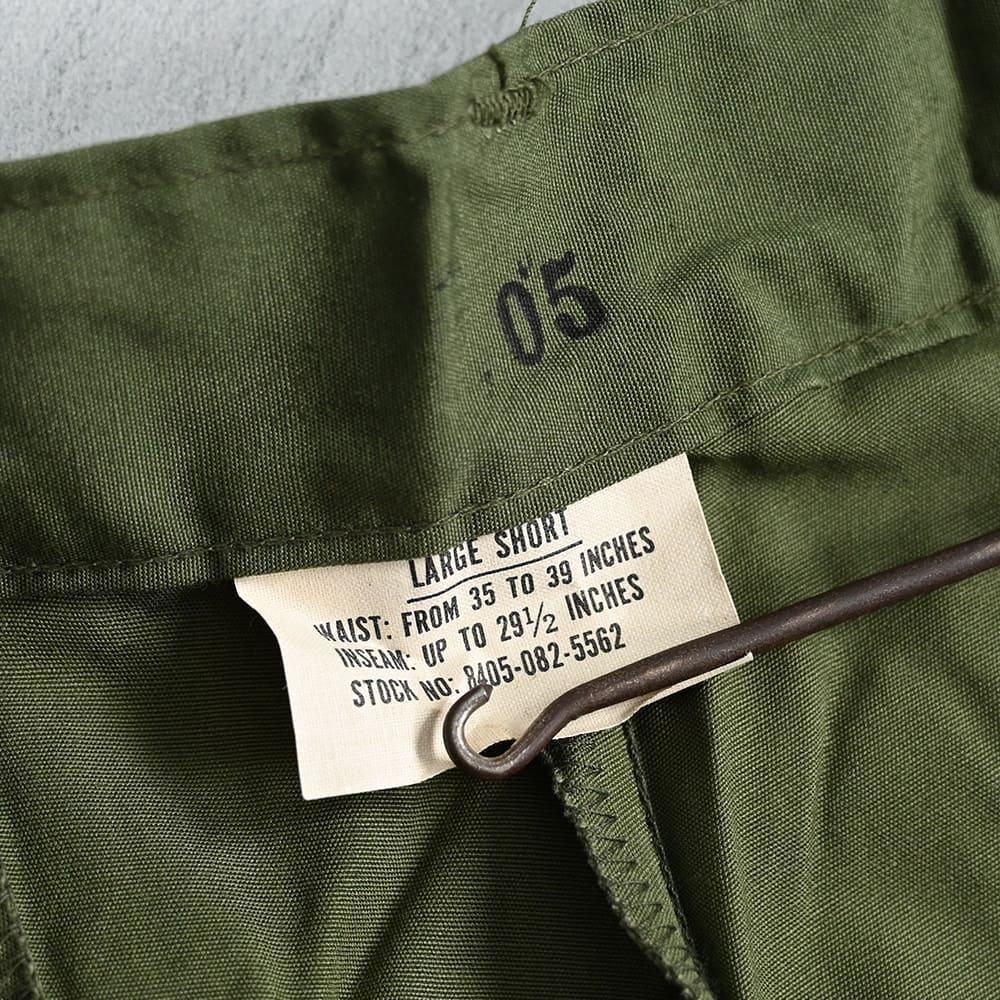 05
LARGE SHORT
WAIST: FROM 35 TO 39 INCHES
INSEAM: UP TO 29½ INCHES
STOCK NO: 8405-082-5562